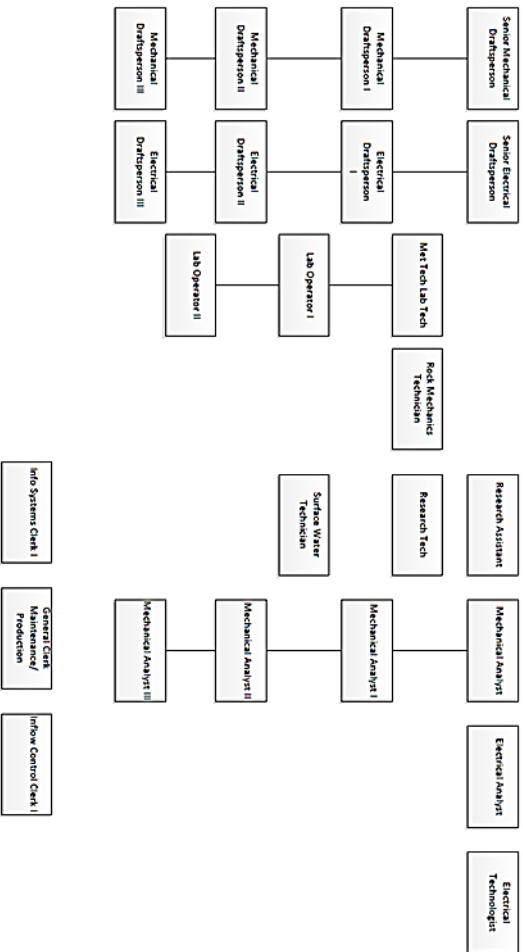 Senior Mechanical
Draftsperson
Senior Electrical
Draftsperson
Research Assistant
Mechanical Analyst
Electrical Analyst
Electrical
Technologist
Met Tech Lab Tech
Rock Mechanics
Technician
Research Tech
Mechanical
Draftsperson I
Electrical
Draftsperson
I
Mechanical Analyst I
Lab Operator I
Surface Water
Technician
Mechanical
Draftsperson II
Electrical
Draftsperson II
Mechanical Analyst II
Lab Operator II
Mechanical
Draftsperson III
Electrical
Draftsperson III
Mechanical Analyst III
Info Systems Clerk I
General Clerk
Maintenance/
Production
Inflow Control Clerk I